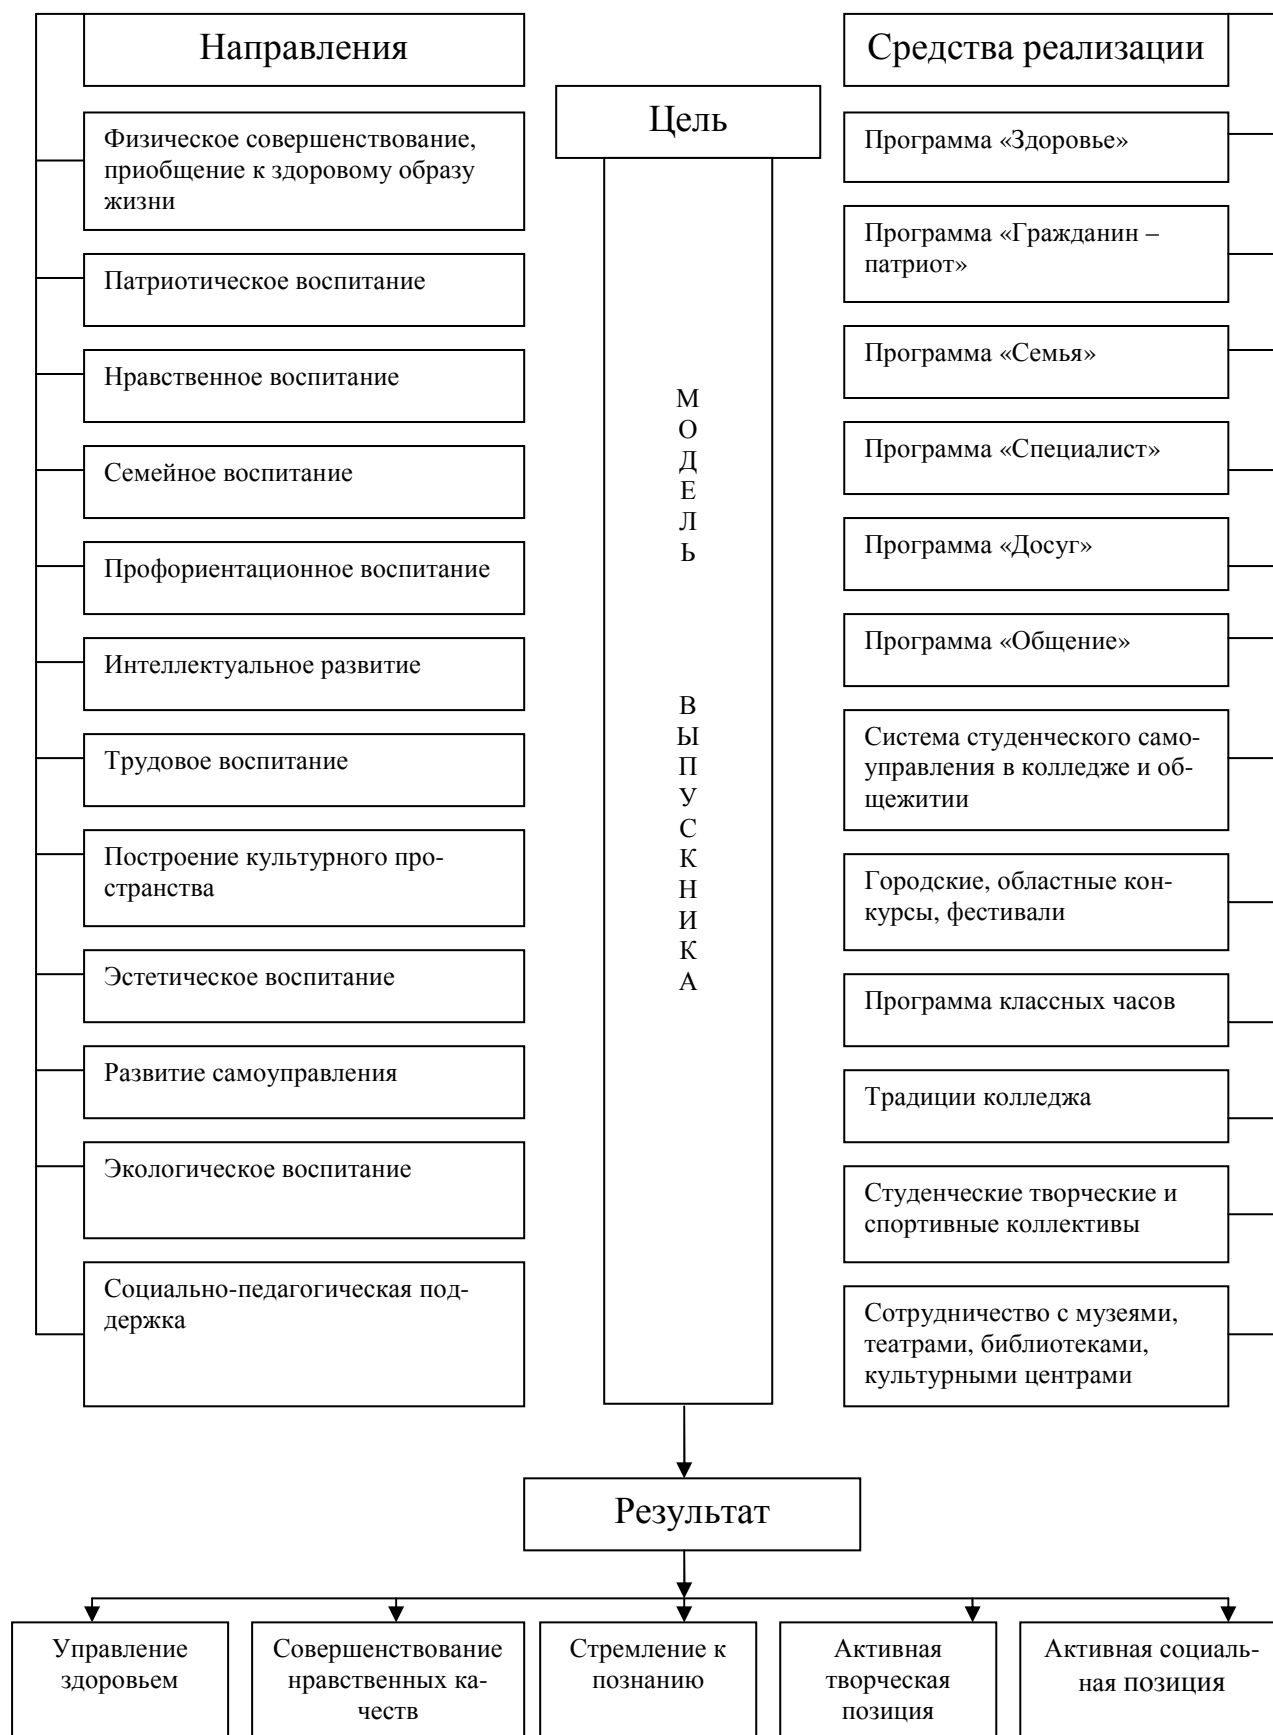 Направления
Физическое совершенствование,
приобщение к здоровому образу
жизни
Патриотическое воспитание
Нравственное воспитание
Семейное воспитание
Профориентационное воспитание
Интеллектуальное развитие
Трудовое воспитание
Построение культурного про-
странства
Эстетическое воспитание
Развитие самоуправления
Экологическое воспитание
Социально-педагогическая под-
держка
Цель
МОДЕЛЬ
ВЫПУСКНИКА
Средства реализации
Программа «Здоровье»
Программа «Гражданин –
патриот»
Программа «Семья»
Программа «Специалист»
Программа «Досуг»
Программа «Общение»
Система студенческого само-
управления в колледже и об-
щежитии
Городские, областные кон-
курсы, фестивали
Программа классных часов
Традиции колледжа
Студенческие творческие и
спортивные коллективы
Сотрудничество с музеями,
театрами, библиотеками,
культурными центрами
Результат
Управление
здоровьем
Совершенствование
нравственных ка-
честв
Стремление к
познанию
Активная
творческая
позиция
Активная социаль-
ная позиция